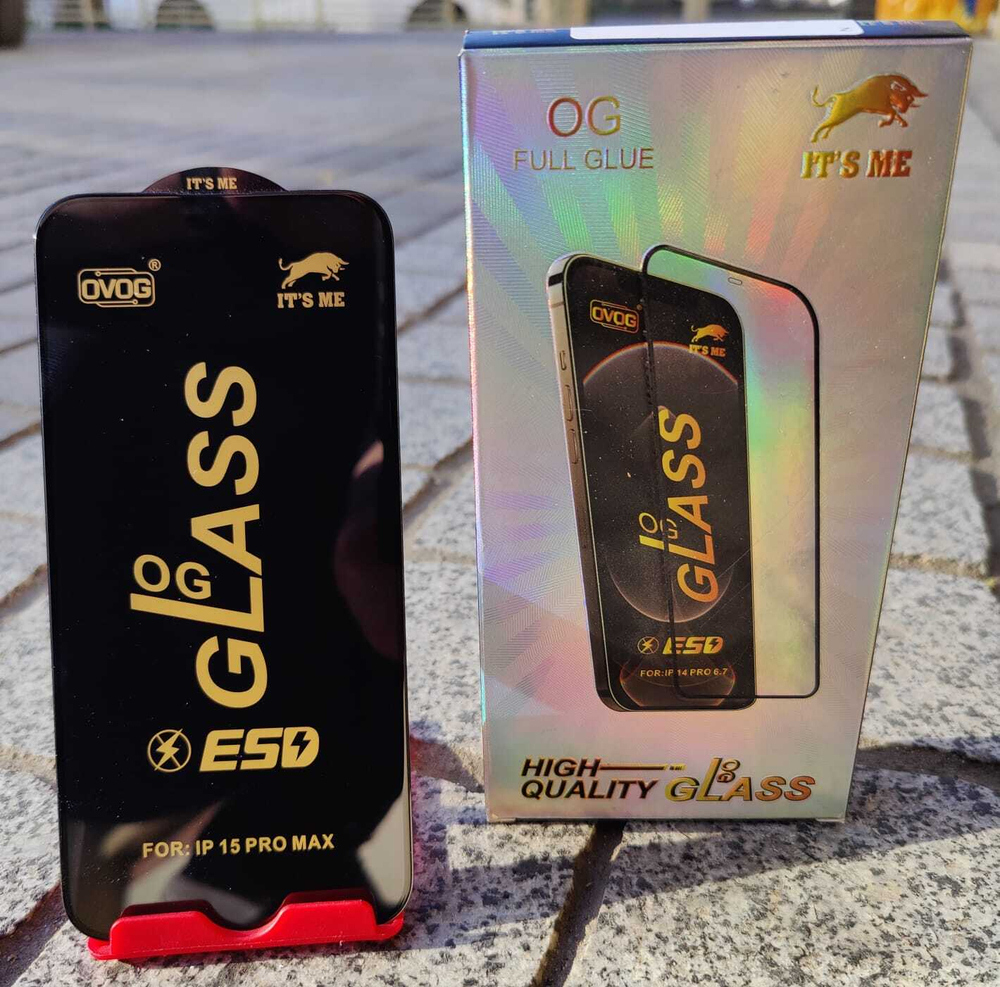 IT'S ME
OVOG®
IT'S ME
OG
GLASS
ESD
FOR: IP 15 PRO MAX
OG
FULL GLUE
IT'S ME
OVOG
IT'S ME
OG
GLASS
ESD
FOR:IP 14 PRO 6.7
HIGH
QUALITY
OG
GLASS